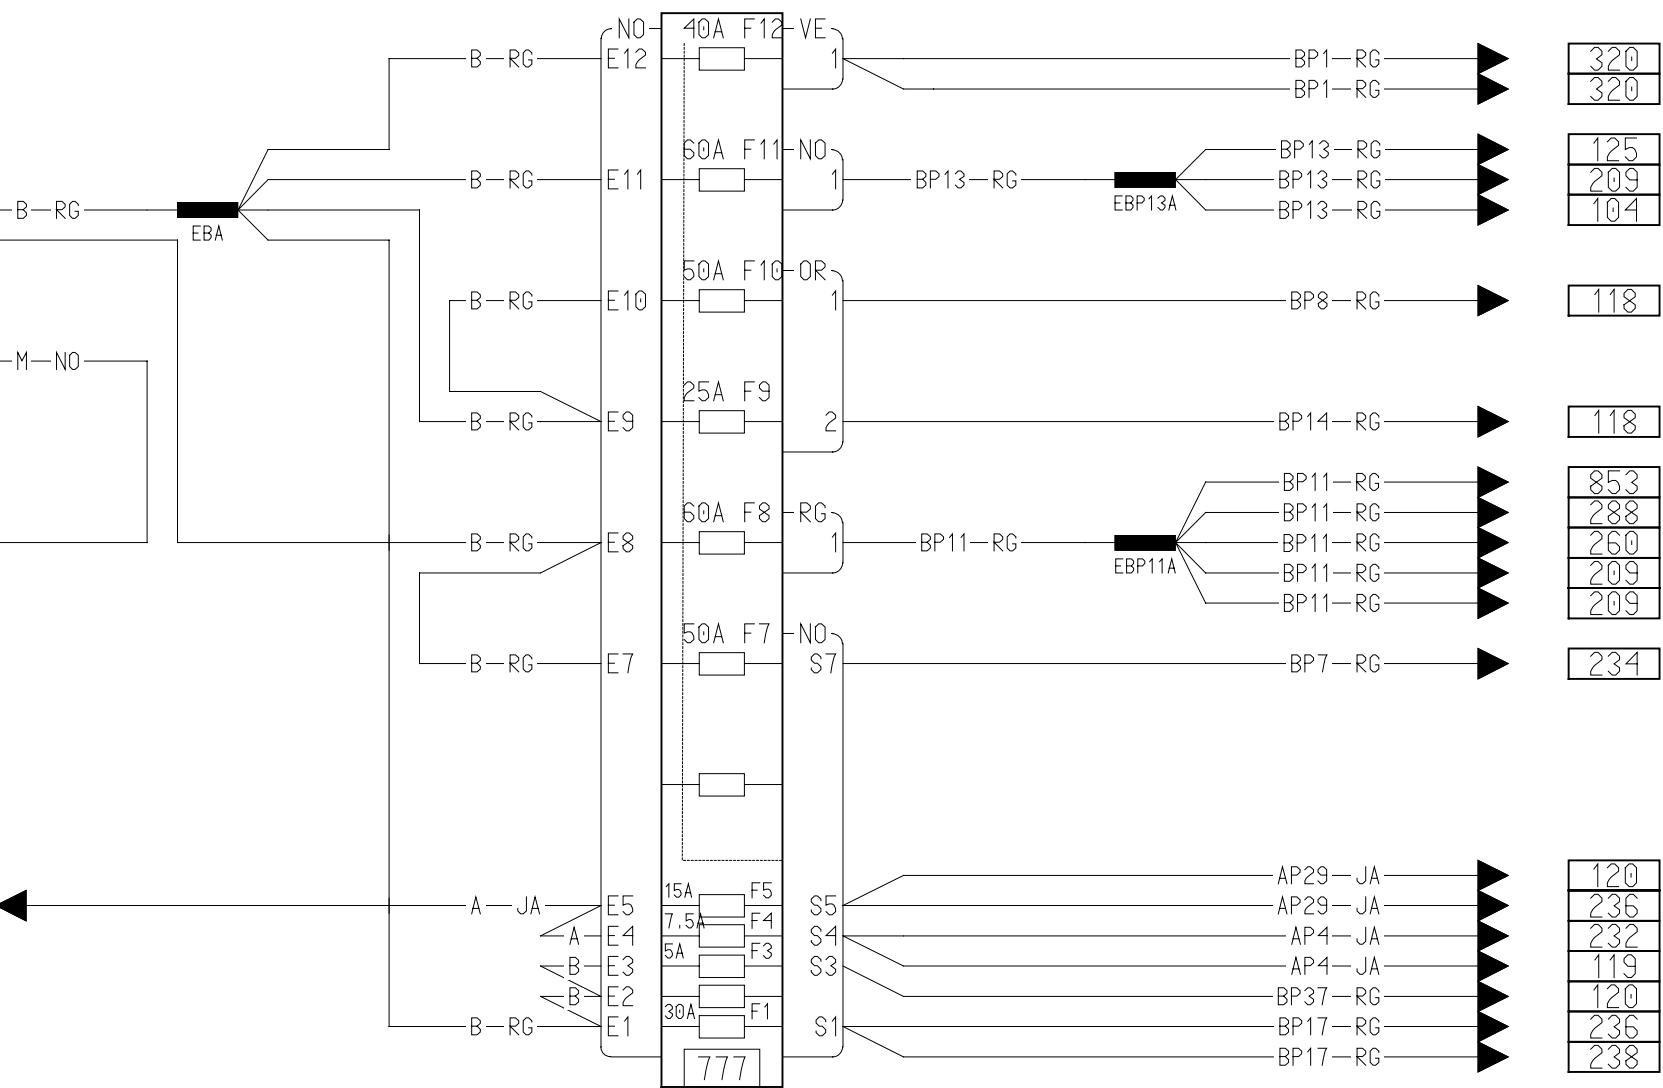 NO 40A F12 VE
B RG E12 1 BP1 RG 320
BP1 RG 320
60A F11 NO BP13 RG 125
B RG E11 1 BP13 RG BP13 RG 209
EBP13A
B RG BP13 RG 104
EBA
50A F10 OR
B RG E10 1 BP8 RG 118
M NO
25A F9
B RG E9 2 BP14 RG 118
BP11 RG 853
60A F8 RG BP11 RG 288
B RG E8 1 BP11 RG BP11 RG 260
EBP11A BP11 RG 209
BP11 RG 209
50A F7 NO
B RG E7 S7 BP7 RG 234
AP29 JA 120
15A F5
A JA E5 S5 AP29 JA 236
7.5A F4
A E4 S4 AP4 JA 232
5A F3
B E3 S3 AP4 JA 119
B E2 BP37 RG 120
30A F1
B RG E1 S1 BP17 RG 236
BP17 RG 238
777